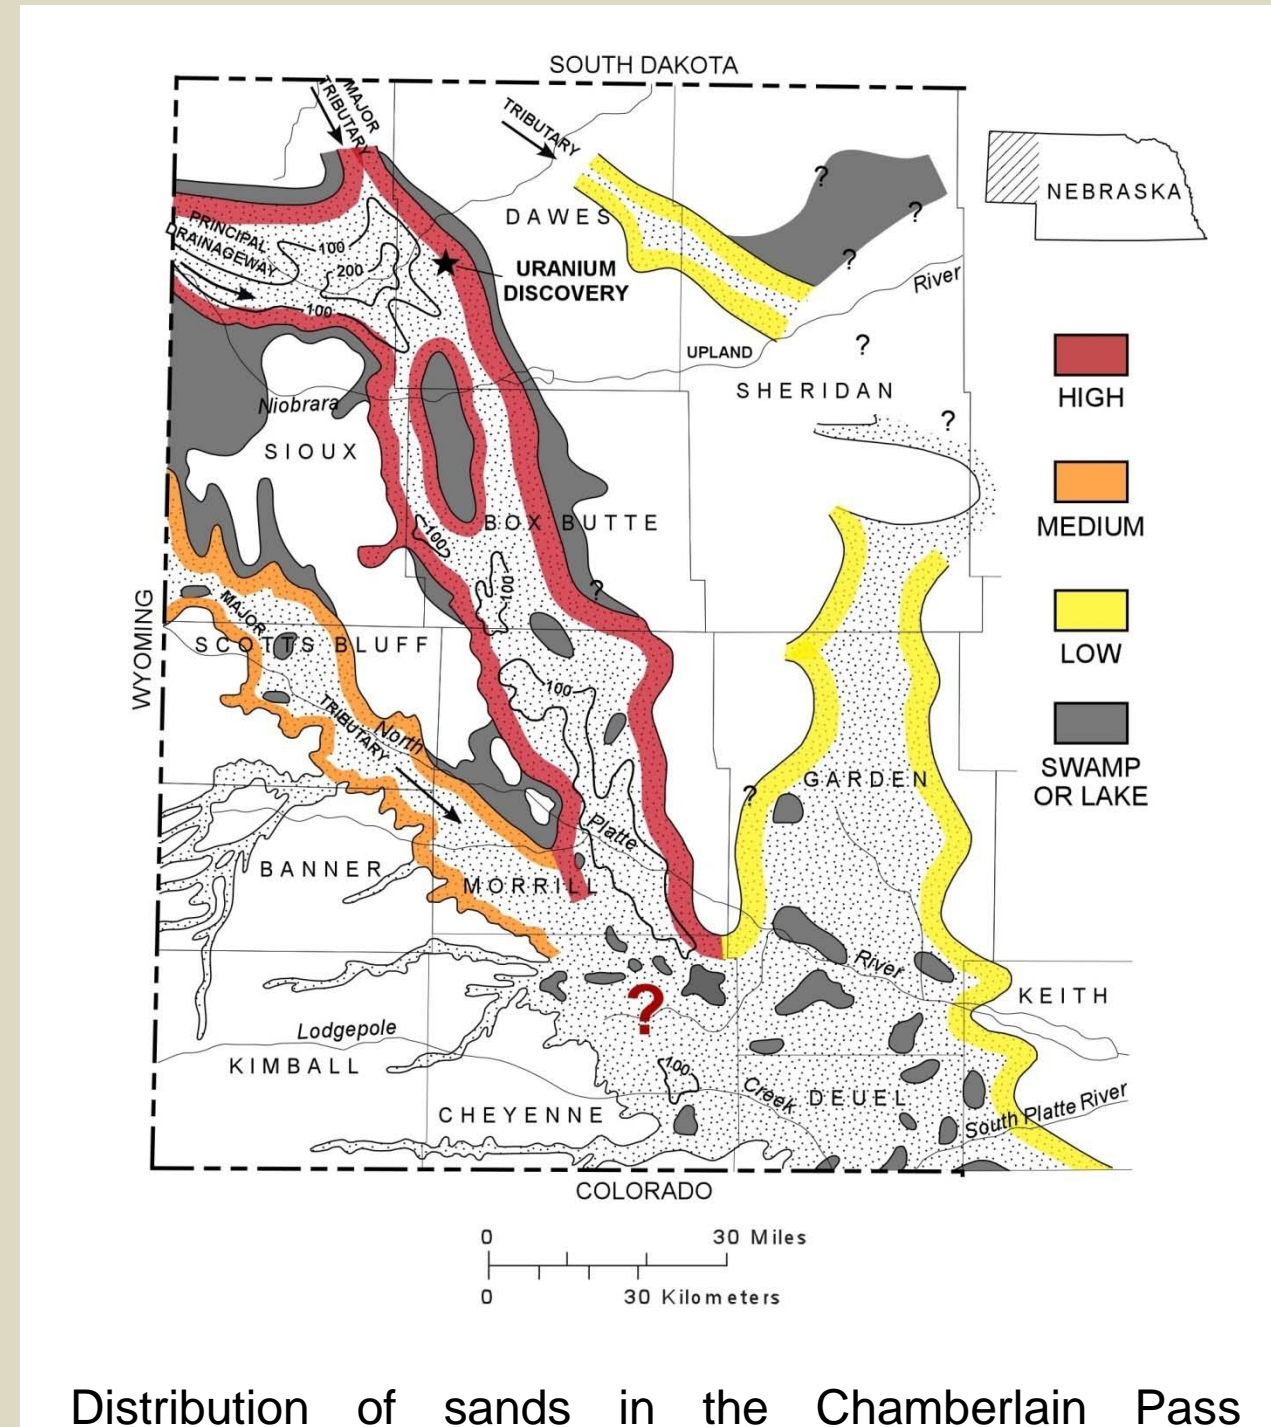 SOUTH DAKOTA
MAJOR
TRIBUTARY
TRIBUTARY
NEBRASKA
DAWES
PRINCIPAL
DRAINAGEWAY
100
200
100
URANIUM
DISCOVERY
?
?
?
River
UPLAND
?
SHERIDAN
HIGH
Niobrara
?
SIOUX
BOX BUTTE
MEDIUM
100
100
?
MAJOR
SCOTTS BLUFF
LOW
WYOMING
100
TRIBUTARY
North
SWAMP
OR LAKE
GARDEN
?
Platte
BANNER
MORRILL
River
KEITH
?
Lodgepole
KIMBALL
100
Creek
DEUEL
CHEYENNE
South Platte River
COLORADO
0 30 Miles
0 30 Kilometers
Distribution of sands in the Chamberlain Pass